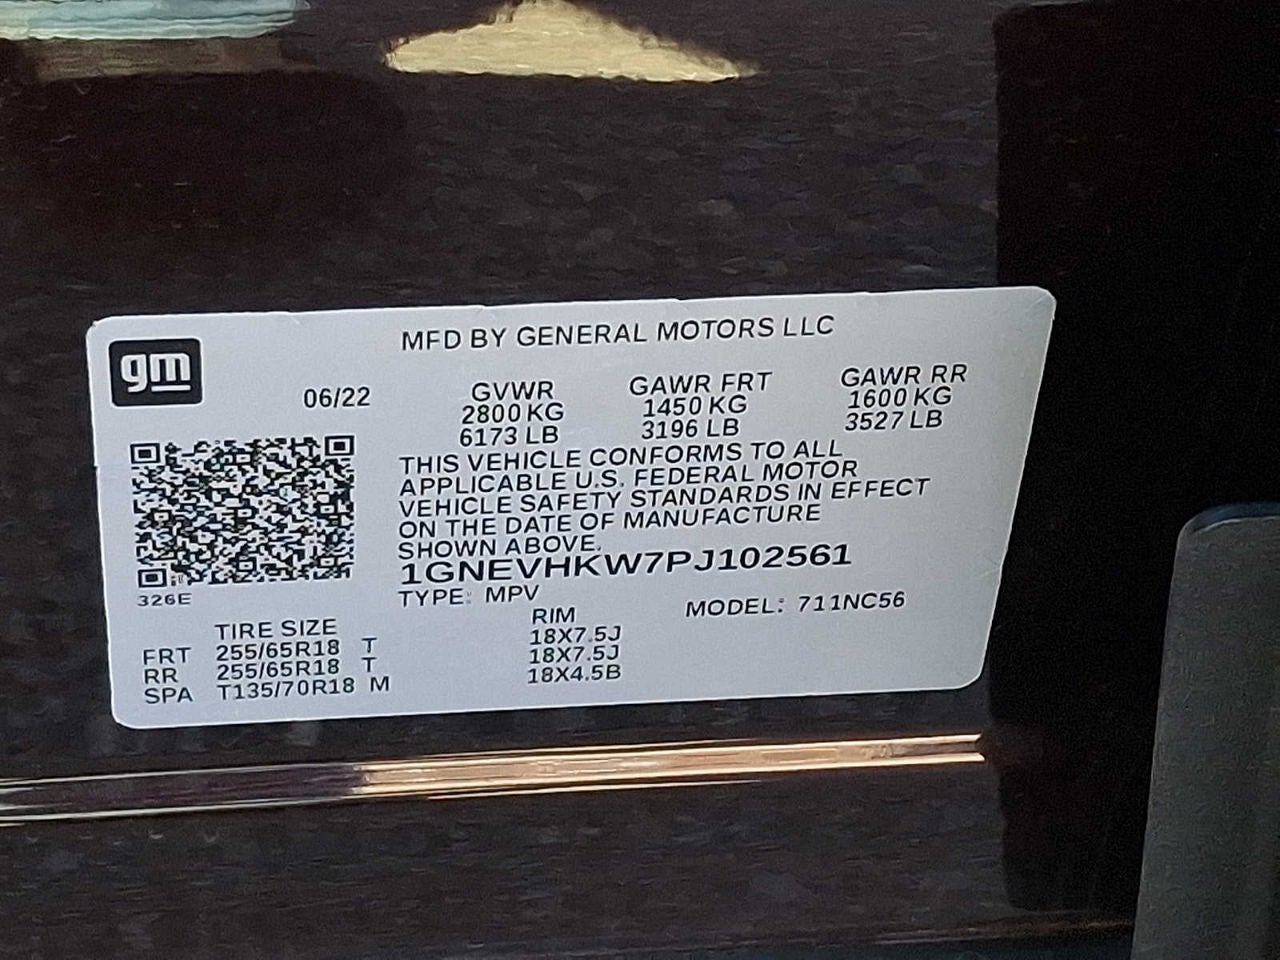 MFD BY GENERAL MOTORS LLC
gm
06/22
GVWR GAWR FRT GAWR RR
2800 KG 1450 KG 1600 KG
6173 LB 3196 LB 3527 LB
THIS VEHICLE CONFORMS TO ALL
APPLICABLE U.S. FEDERAL MOTOR
VEHICLE SAFETY STANDARDS IN EFFECT
ON THE DATE OF MANUFACTURE
SHOWN ABOVE.
1GNEVHKW7PJ102561
326E
TYPE: MPV MODEL: 711NC56
TIRE SIZE RIM
FRT 255/65R18 T 18X7.5J
RR 255/65R18 T 18X7.5J
SPA T135/70R18 M 18X4.5B